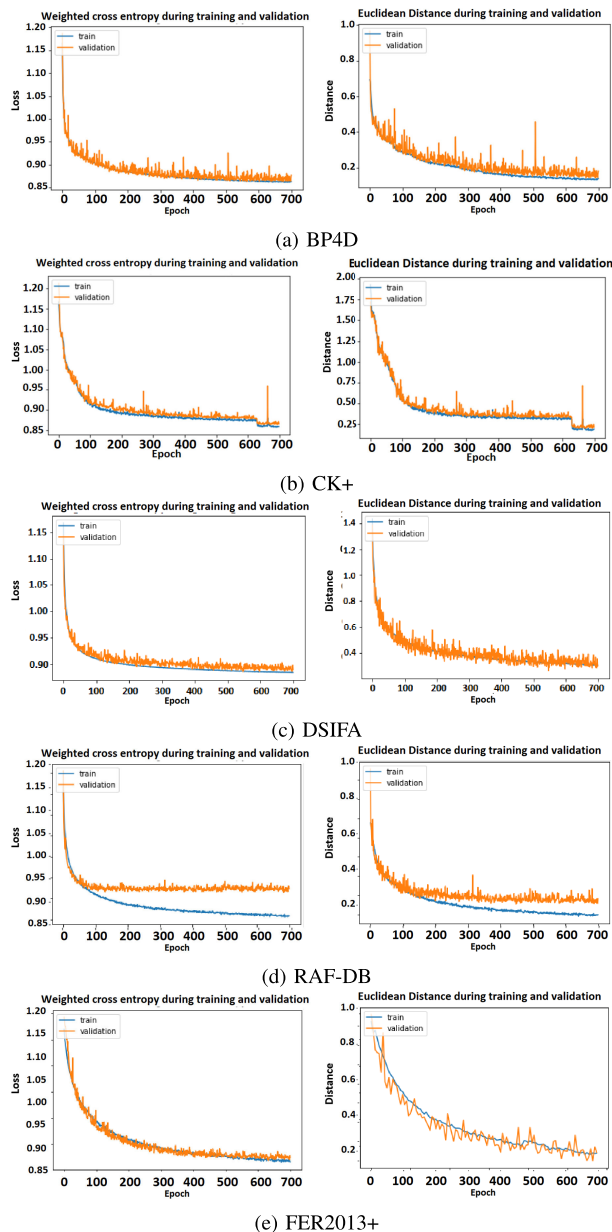 Weighted cross entropy during training and validation
1.20
1.15
1.10
1.05
1.00
0.95
0.90
0.85
Loss
train
validation
0 100 200 300 400 500 600 700
Epoch
Euclidean Distance during training and validation
1.0
0.8
0.6
0.4
0.2
Distance
train
validation
0 100 200 300 400 500 600 700
Epoch
(a) BP4D
Weighted cross entropy during training and validation
1.20
1.15
1.10
1.05
1.00
0.95
0.90
0.85
Loss
train
validation
0 100 200 300 400 500 600 700
Epoch
Euclidean Distance during training and validation
2.00
1.75
1.50
1.25
1.00
0.75
0.50
0.25
Distance
train
validation
0 100 200 300 400 500 600 700
Epoch
(b) CK+
Weighted cross entropy during training and validation
1.15
1.10
1.05
1.00
0.95
0.90
Loss
train
validation
0 100 200 300 400 500 600 700
Epoch
Euclidean Distance during training and validation
1.4
1.2
1.0
0.8
0.6
0.4
Distance
train
validation
0 100 200 300 400 500 600 700
Epoch
(c) DSIFA
Weighted cross entropy during training and validation
1.20
1.15
1.10
1.05
1.00
0.95
0.90
0.85
Loss
train
validation
0 100 200 300 400 500 600 700
Epoch
Euclidean Distance during training and validation
1.0
0.8
0.6
0.4
0.2
Distance
train
validation
0 100 200 300 400 500 600 700
Epoch
(d) RAF-DB
Weighted cross entropy during training and validation
1.20
1.15
1.10
1.05
1.00
0.95
0.90
0.85
Loss
train
validation
0 100 200 300 400 500 600 700
Epoch
Euclidean Distance during training and validation
1.0
0.8
0.6
0.4
0.2
Distance
train
validation
0 100 200 300 400 500 600 700
Epoch
(e) FER2013+